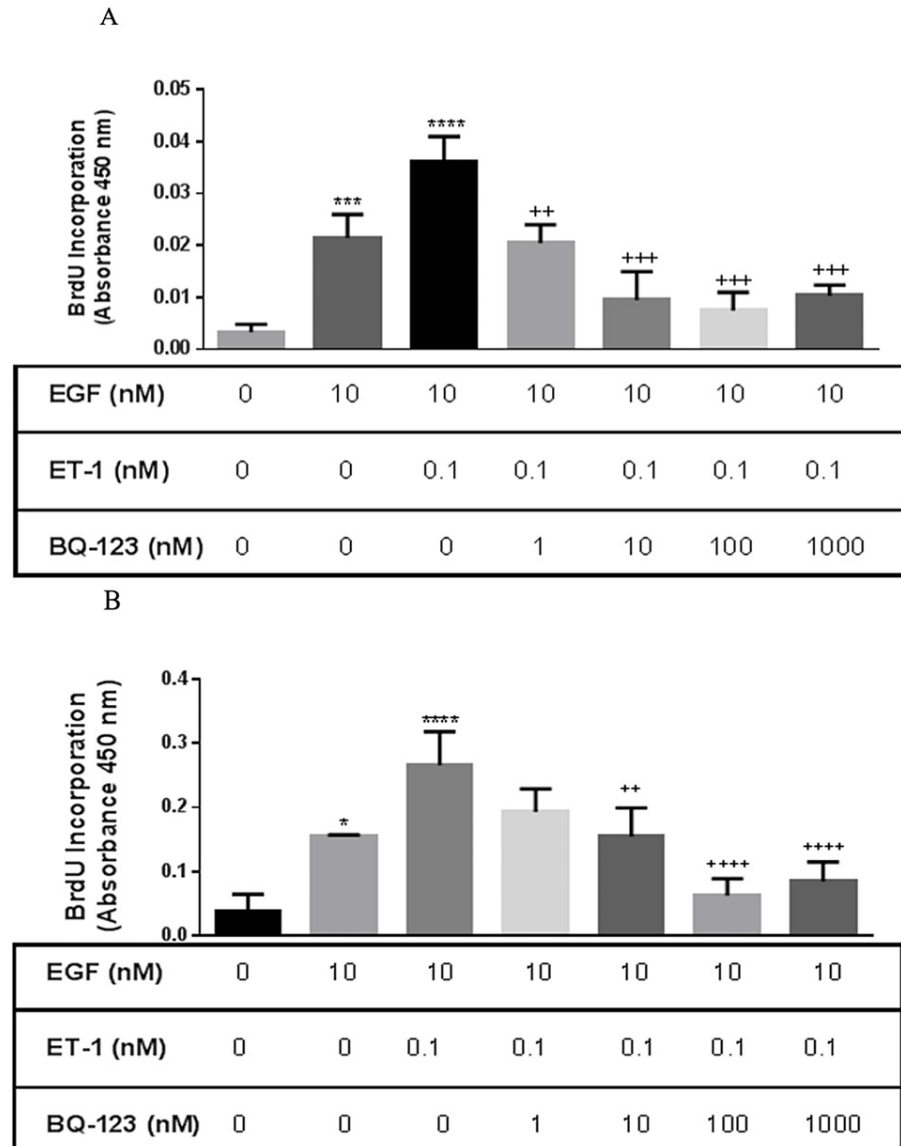 A
BrdU Incorporation
(Absorbance 450 nm)
0.05
0.04
0.03
0.02
0.01
0.00
***
****
++
+++
+++
+++
EGF (nM) 0 10 10 10 10 10 10
ET-1 (nM) 0 0 0.1 0.1 0.1 0.1 0.1
BQ-123 (nM) 0 0 0 1 10 100 1000
B
BrdU Incorporation
(Absorbance 450 nm)
0.4
0.3
0.2
0.1
0.0
*
****
++
++++
++++
EGF (nM) 0 10 10 10 10 10 10
ET-1 (nM) 0 0 0.1 0.1 0.1 0.1 0.1
BQ-123 (nM) 0 0 0 1 10 100 1000